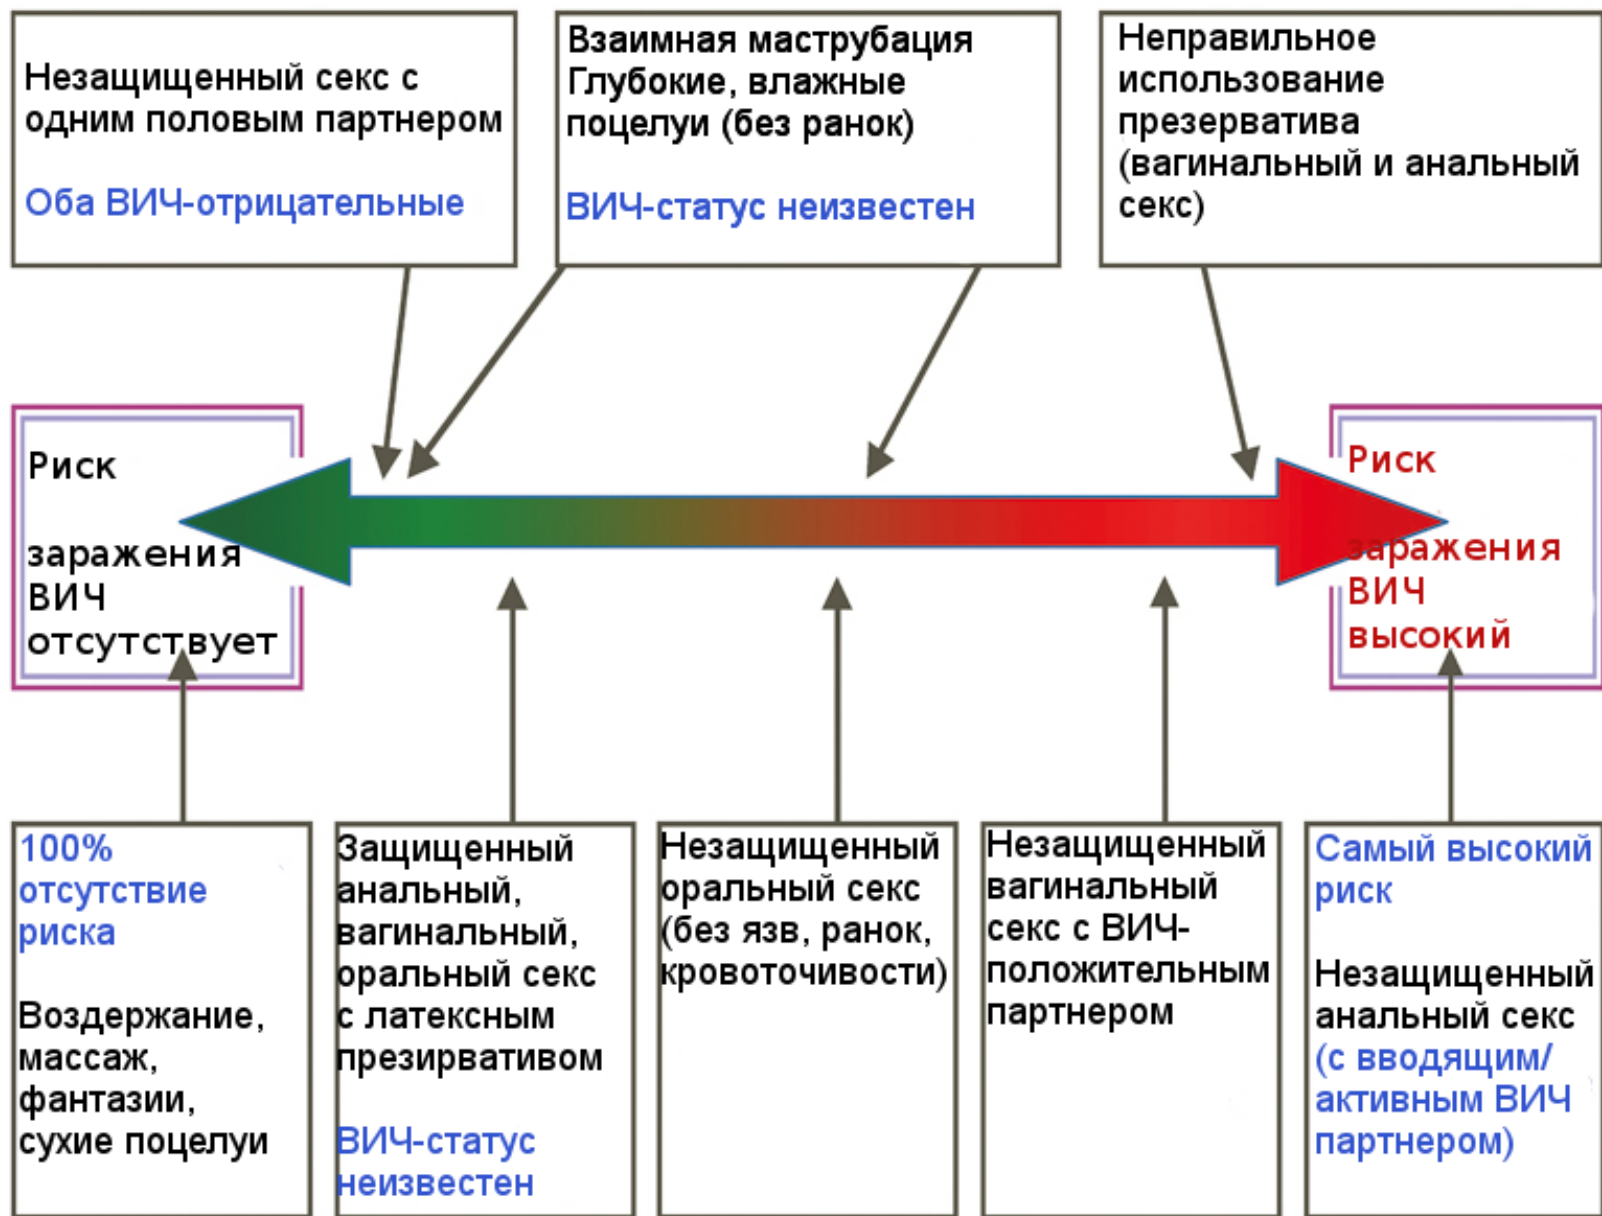 Незащищенный секс с
одним половым партнером
Оба ВИЧ-отрицательные
Взаимная маструбация
Глубокие, влажные
поцелуи (без ранок)
ВИЧ-статус неизвестен
Неправильное
использование
презерватива
(вагинальный и анальный
секс)
Риск
заражения
ВИЧ
отсутствует
Риск
заражения
ВИЧ
высокий
100%
отсутствие
риска
Воздержание,
массаж,
фантазии,
сухие поцелуи
Защищенный
анальный,
вагинальный,
оральный секс
с латексным
презирвативом
ВИЧ-статус
неизвестен
Незащищенный
оральный секс
(без язв, ранок,
кровоточивости)
Незащищенный
вагинальный
секс с ВИЧ-
положительным
партнером
Самый высокий
риск
Незащищенный
анальный секс
(с вводящим/
активным ВИЧ
партнером)